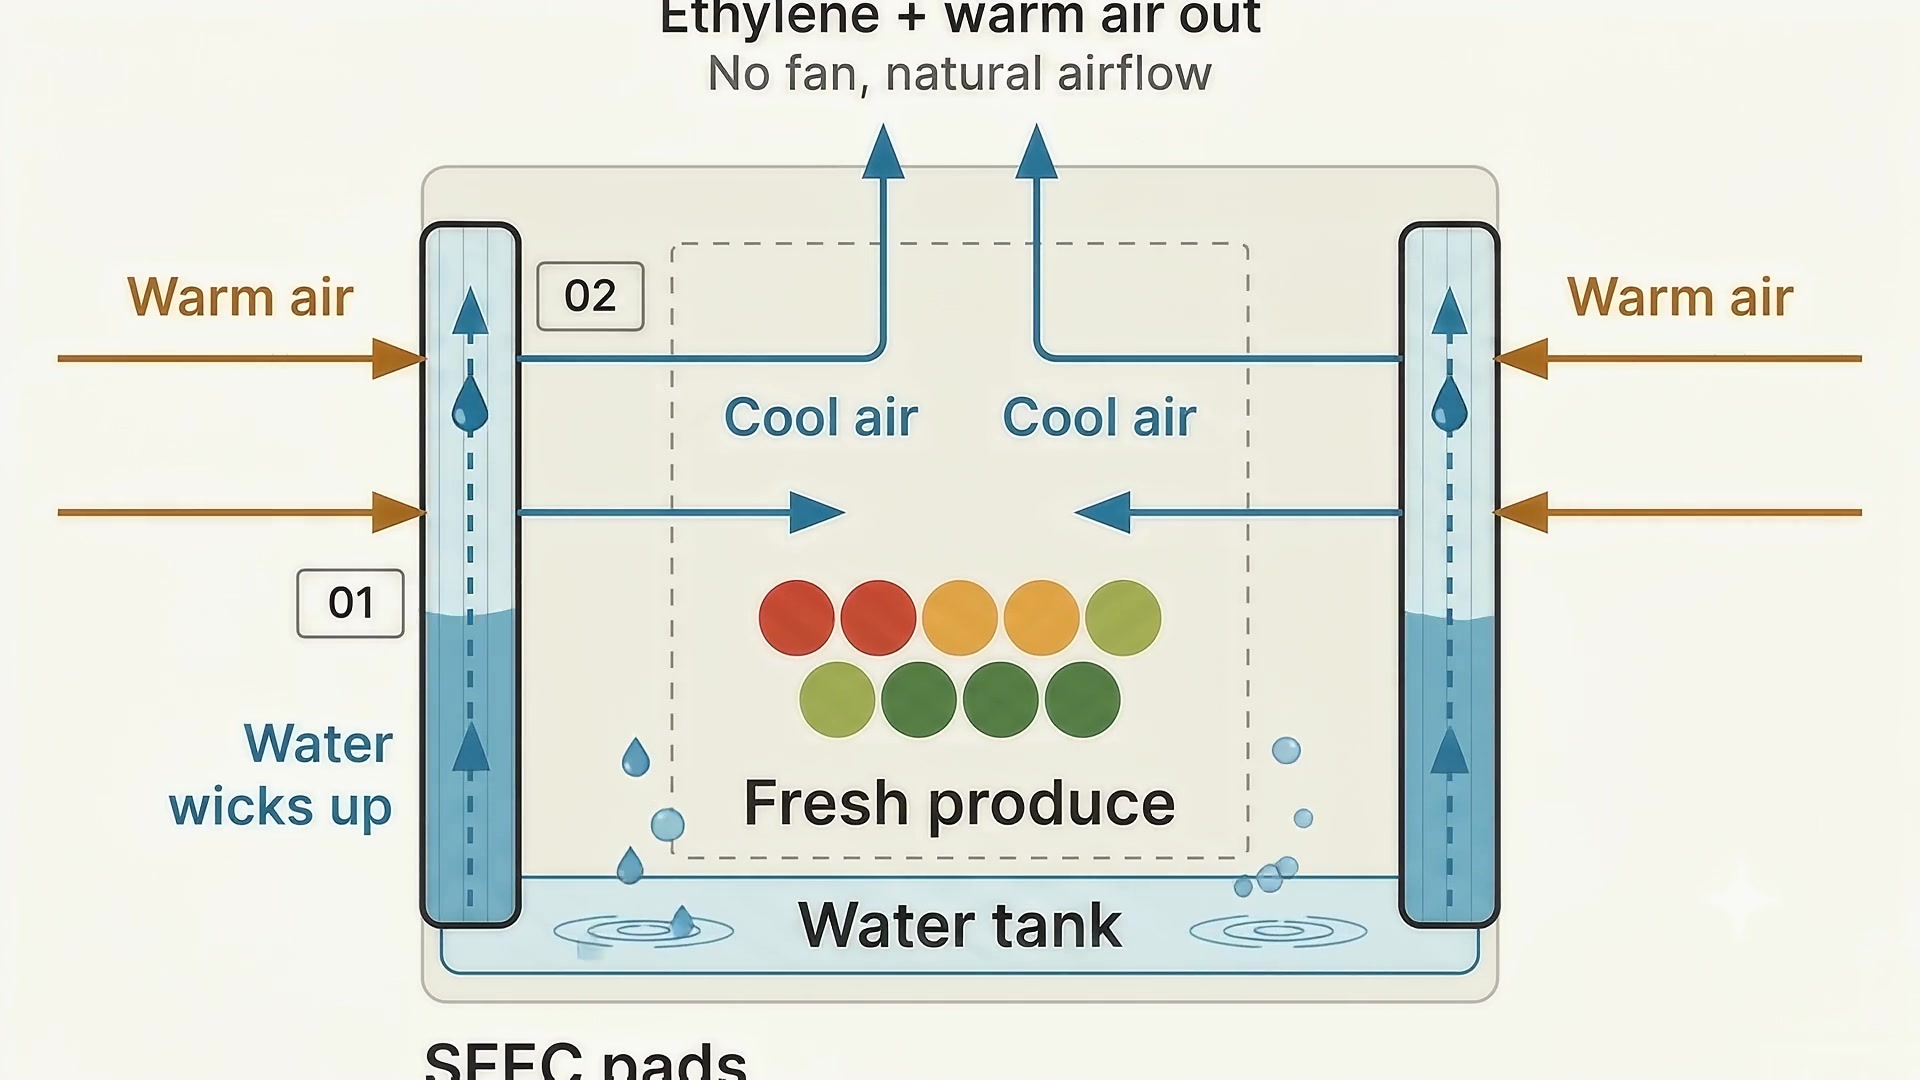 Ethylene + warm air out
No fan, natural airflow
Warm air
02
Warm air
Cool air
Cool air
01
Water
wicks up
Fresh produce
Water tank
SEEC pads